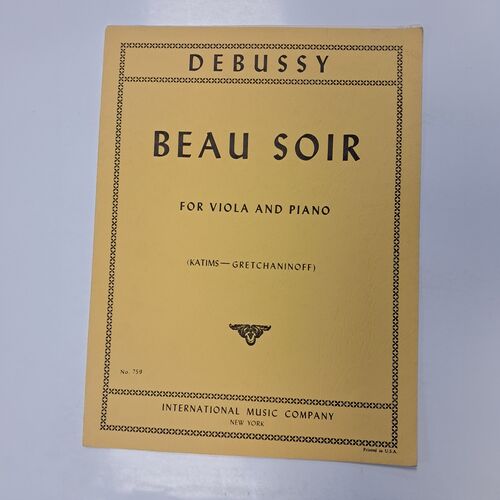 DEBUSSY
BEAU SOIR
FOR VIOLA AND PIANO
(KATIMS—GRETCHANINOFF)
No. 759
INTERNATIONAL MUSIC COMPANY
NEW YORK
Printed in U.S.A.